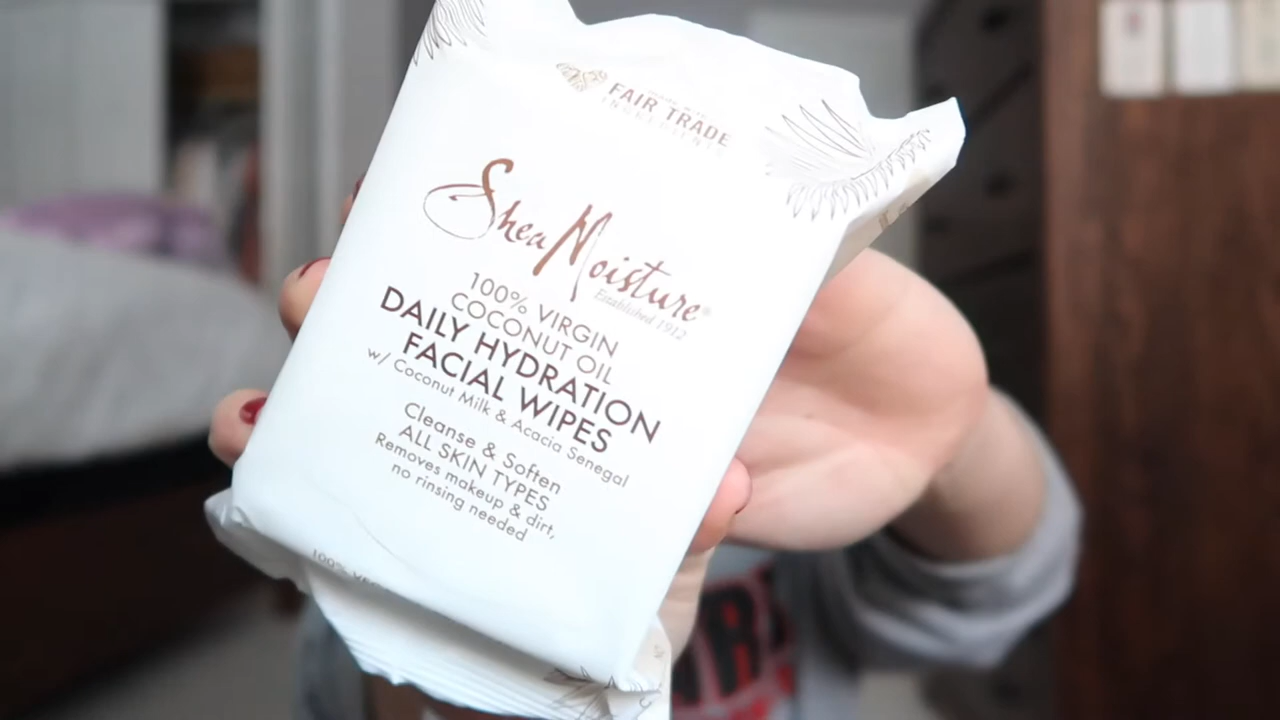 FAIR TRADE
INGREDIENTS
SheaMoisture®
Established 1912
100% VIRGIN
COCONUT OIL
DAILY HYDRATION
FACIAL WIPES
w/ Coconut Milk & Acacia Senegal
Cleanse & Soften
ALL SKIN TYPES
Removes makeup & dirt,
no rinsing needed
100%